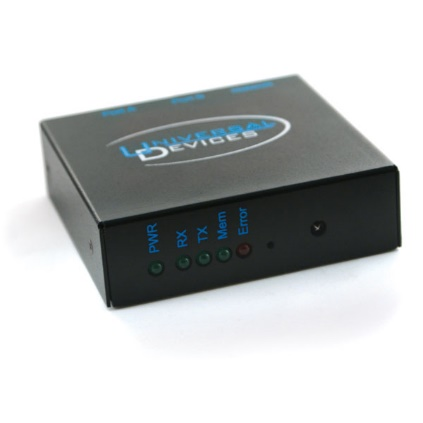 UNIVERSAL
DEVICES
PWR
RX
TX
Mem
Error